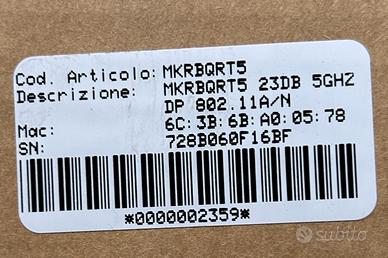 Cod. Articolo: MKRBQRT5
Descrizione: MKRBQRT5 23DB 5GHZ
DP 802.11A/N
Mac: 6C:3B:6B:A0:05:78
SN: 728B060F16BF
*0000002359*
subito